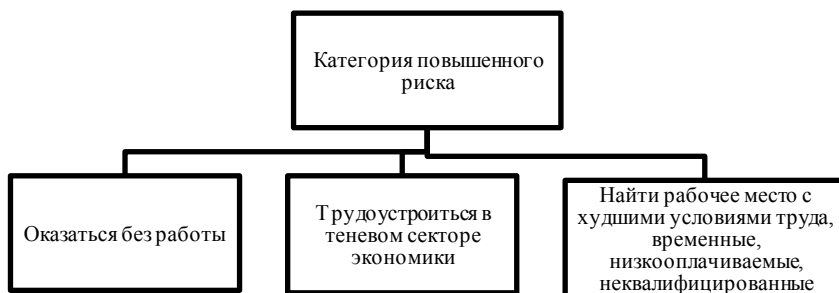 Категория повышенного
риска
Оказаться без работы
Трудоустроиться в
теневом секторе
экономики
Найти рабочее место с
худшими условиями труда,
временные,
низкооплачиваемые,
неквалифицированные